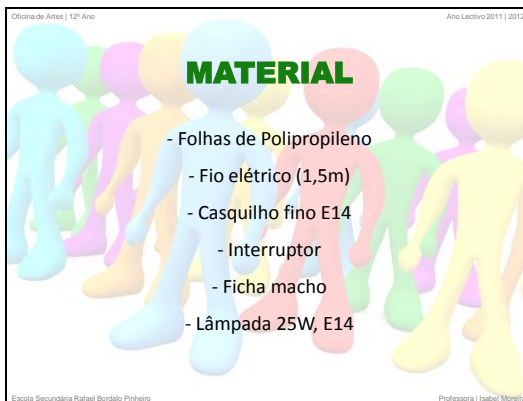 Oficina de Artes | 12º Ano
Ano Lectivo 2011 | 2012
MATERIAL
- Folhas de Polipropileno
- Fio elétrico (1,5m)
- Casquilho fino E14
- Interruptor
- Ficha macho
- Lâmpada 25W, E14
Escola Secundária Rafael Bordalo Pinheiro
Professora | Isabel Moreira